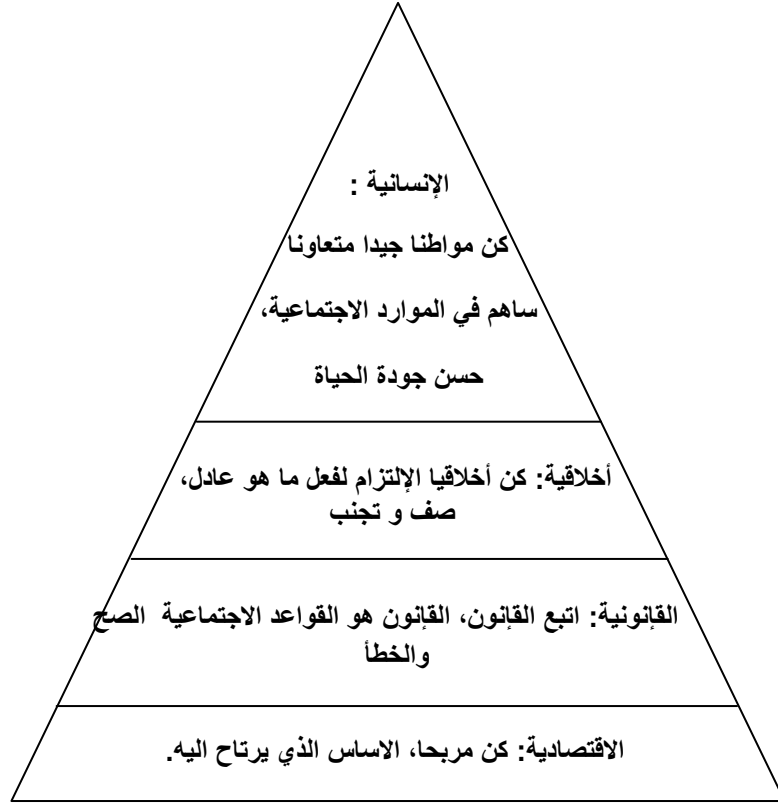 الإنسانية :
كن مواطنا جيدا متعاونا
ساهم في الموارد الاجتماعية،
حسن جودة الحياة
أخلاقية: كن أخلاقيا الإلتزام لفعل ما هو عادل،
صف و تجنب
القانونية: اتبع القانون، القانون هو القواعد الاجتماعية الصح
والخطأ
الاقتصادية: كن مربحا، الاساس الذي يرتاح اليه.